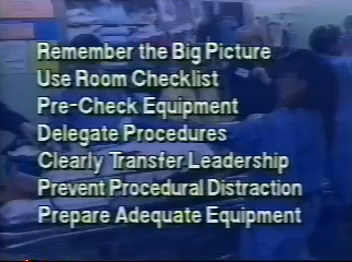 Remember the Big Picture
Use Room Checklist
Pre-Check Equipment
Delegate Procedures
Clearly Transfer Leadership
Prevent Procedural Distraction
Prepare Adequate Equipment